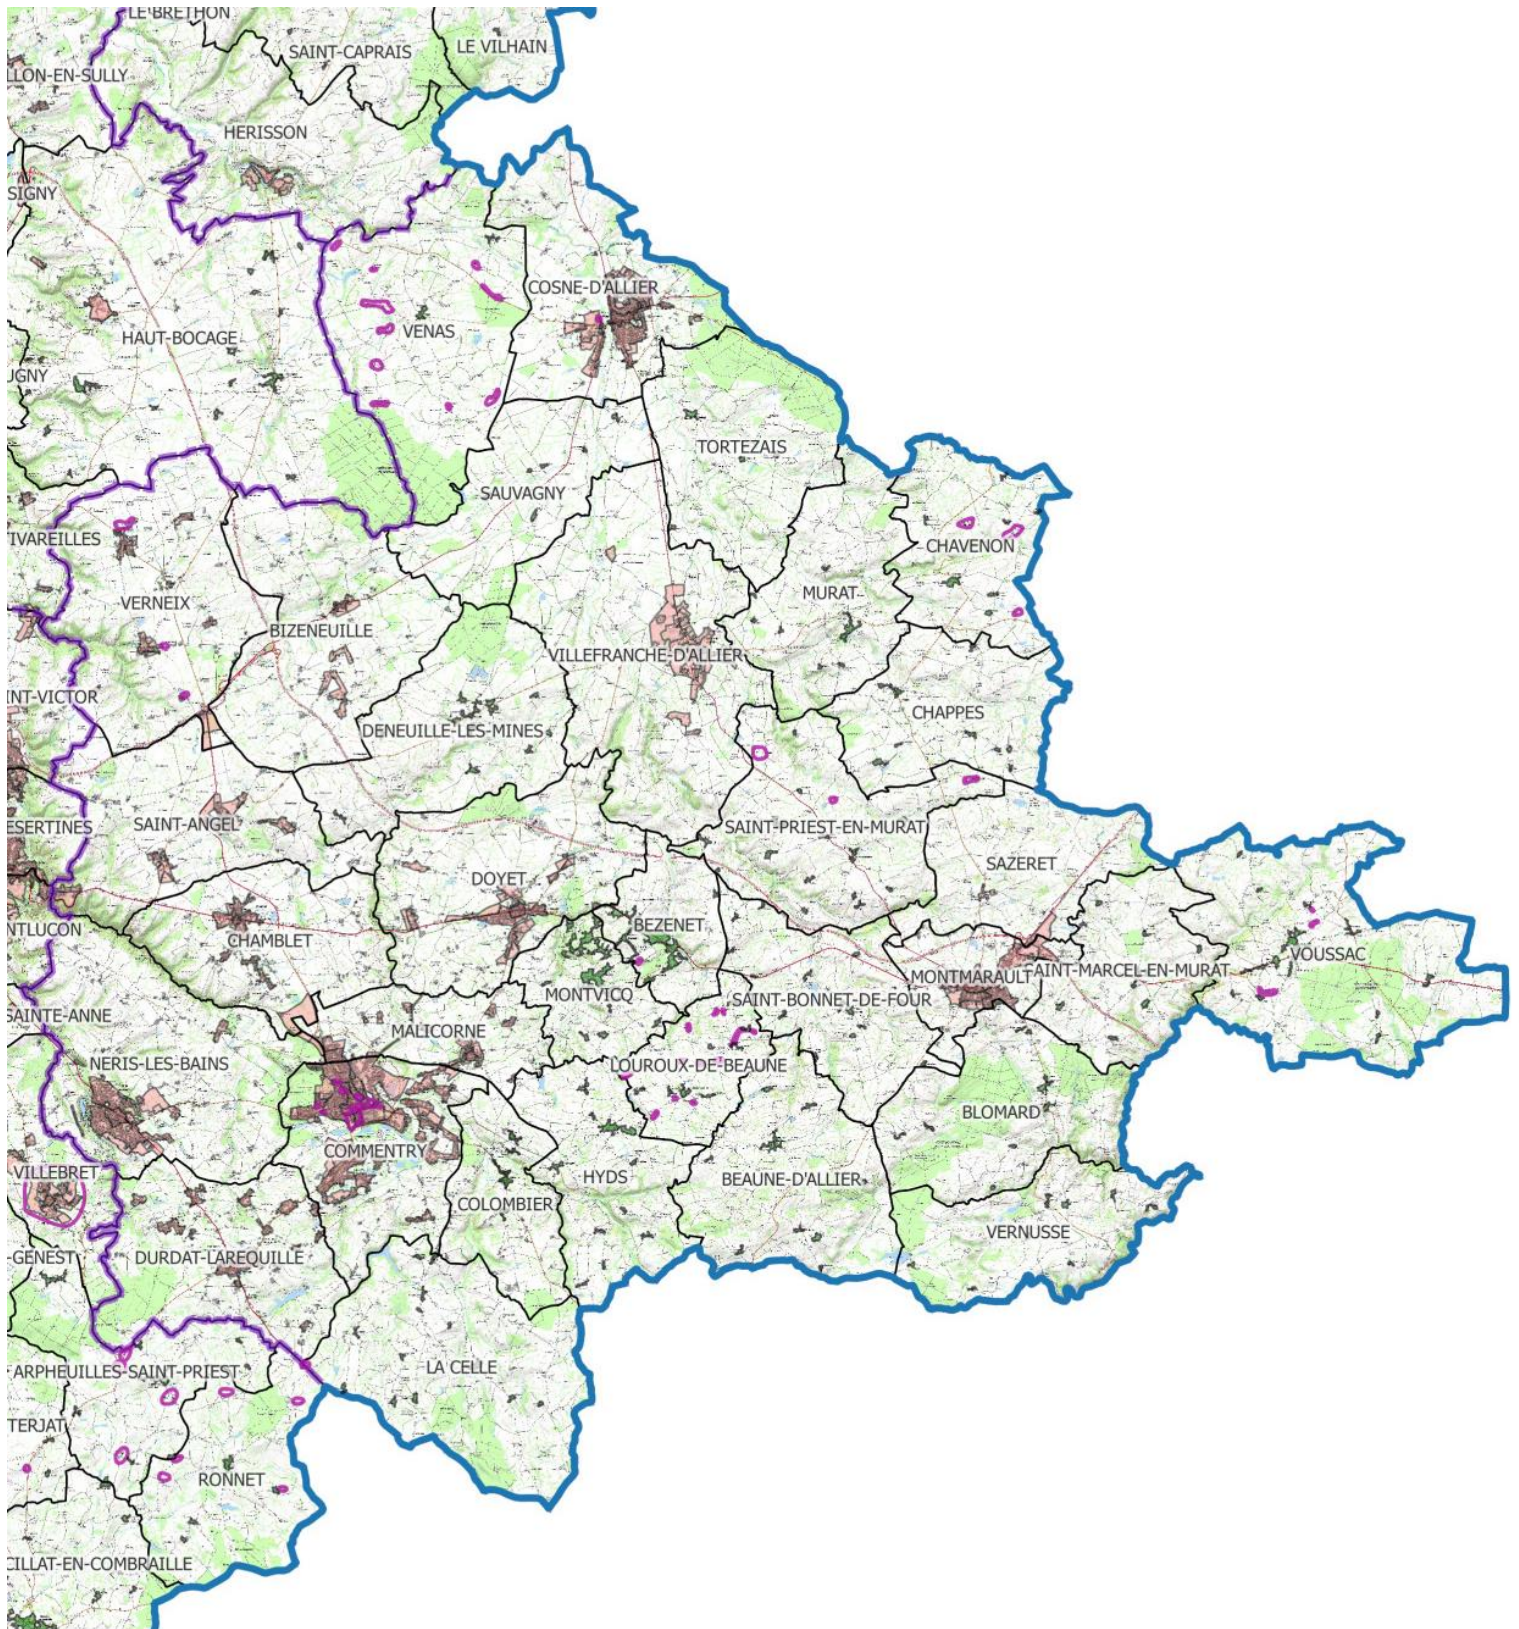 LE BRETHON
SAINT-CAPRAIS
LE VILHAIN
LLON-EN-SULLY
HERISSON
SIGNY
COSNE-D'ALLIER
VENAS
HAUT-BOCAGE
UGNY
TORTEZAIS
SAUVAGNY
IVAREILLES
CHAVENON
VERNEIX
MURAT
BIZENEUILLE
VILLEFRANCHE-D'ALLIER
INT-VICTOR
CHAPPES
DENEUILLE-LES-MINES
ESERTINES
SAINT-ANGEL
SAINT-PRIEST-EN-MURAT
SAZERET
DOYET
NTLUCON
CHAMBLET
BEZENET
VOUSSAC
MONTMARAULT
AINT-MARCEL-EN-MURAT
MONTVICQ
SAINT-BONNET-DE-FOUR
SAINTE-ANNE
MALICORNE
NERIS-LES-BAINS
LOUROUX-DE-BEAUNE
BLOMARD
COMMENTRY
VILLEBRET
HYDS
BEAUNE-D'ALLIER
COLOMBIER
VERNUSSE
-GENEST
DURDAT-LAREQUILLE
ARPHEUILLES-SAINT-PRIEST
LA CELLE
TERJAT
RONNET
CILLAT-EN-COMBRAILLE